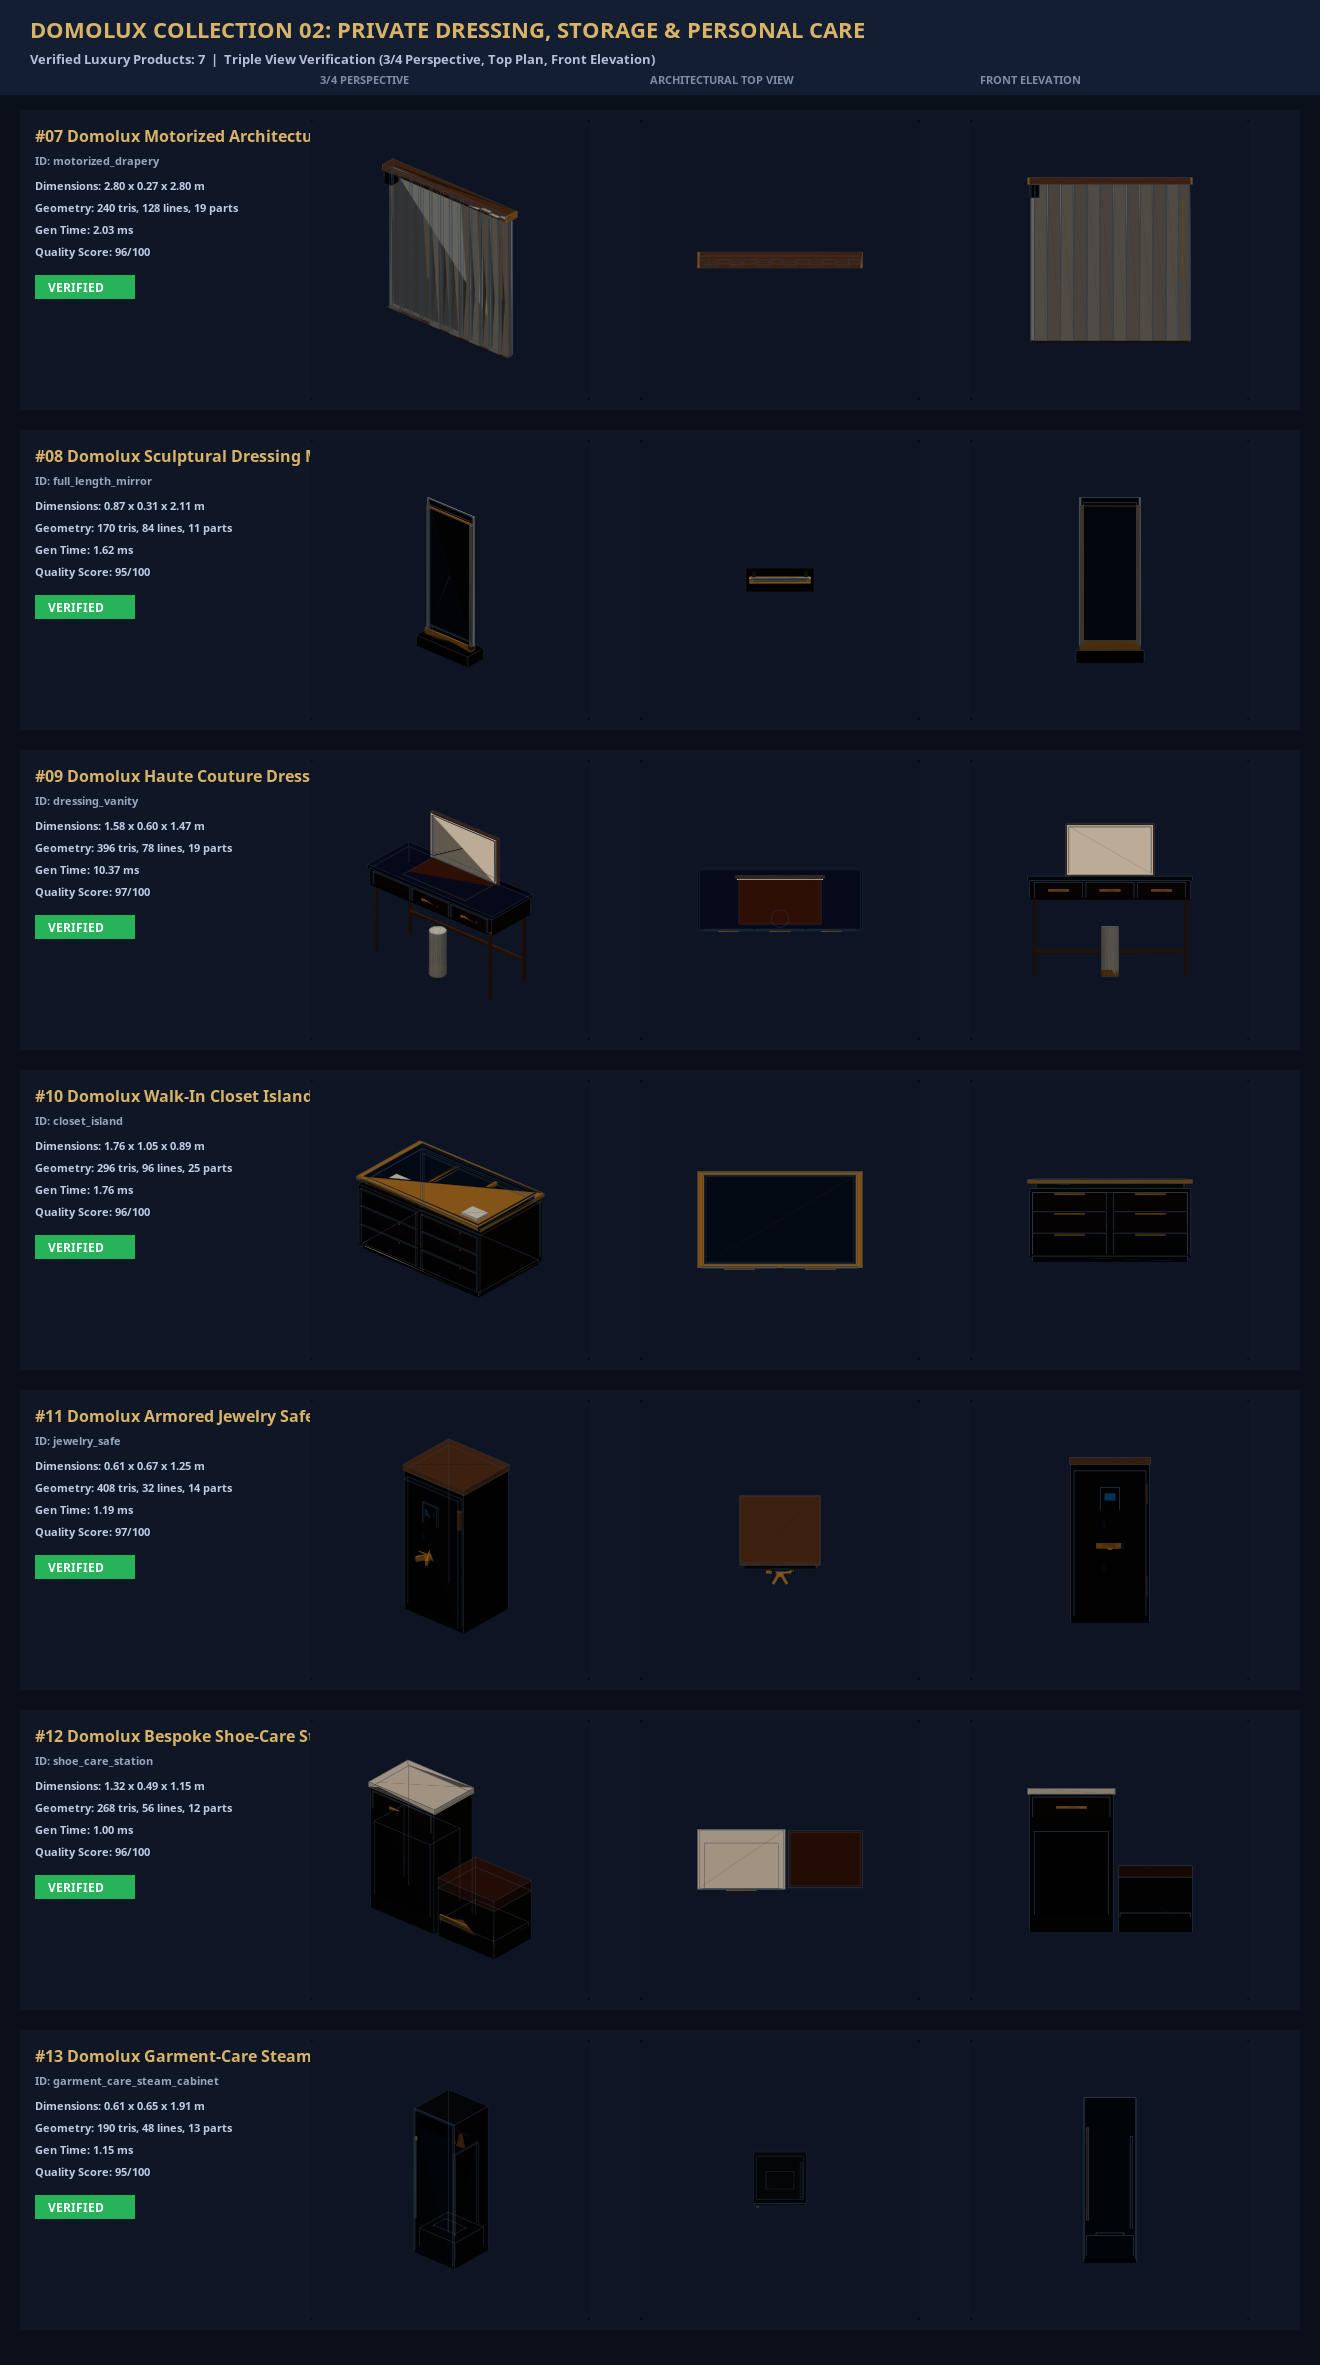 DOMOLUX COLLECTION 02: PRIVATE DRESSING, STORAGE & PERSONAL CARE
Verified Luxury Products: 7 | Triple View Verification (3/4 Perspective, Top Plan, Front Elevation)
3/4 PERSPECTIVE ARCHITECTURAL TOP VIEW FRONT ELEVATION
#07 Domolux Motorized Architectu
ID: motorized_drapery
Dimensions: 2.80 x 0.27 x 2.80 m
Geometry: 240 tris, 128 lines, 19 parts
Gen Time: 2.03 ms
Quality Score: 96/100
VERIFIED
#08 Domolux Sculptural Dressing M
ID: full_length_mirror
Dimensions: 0.87 x 0.31 x 2.11 m
Geometry: 170 tris, 84 lines, 11 parts
Gen Time: 1.62 ms
Quality Score: 95/100
VERIFIED
#09 Domolux Haute Couture Dress
ID: dressing_vanity
Dimensions: 1.58 x 0.60 x 1.47 m
Geometry: 396 tris, 78 lines, 19 parts
Gen Time: 10.37 ms
Quality Score: 97/100
VERIFIED
#10 Domolux Walk-In Closet Island
ID: closet_island
Dimensions: 1.76 x 1.05 x 0.89 m
Geometry: 296 tris, 96 lines, 25 parts
Gen Time: 1.76 ms
Quality Score: 96/100
VERIFIED
#11 Domolux Armored Jewelry Safe
ID: jewelry_safe
Dimensions: 0.61 x 0.67 x 1.25 m
Geometry: 408 tris, 32 lines, 14 parts
Gen Time: 1.19 ms
Quality Score: 97/100
VERIFIED
#12 Domolux Bespoke Shoe-Care St
ID: shoe_care_station
Dimensions: 1.32 x 0.49 x 1.15 m
Geometry: 268 tris, 56 lines, 12 parts
Gen Time: 1.00 ms
Quality Score: 96/100
VERIFIED
#13 Domolux Garment-Care Steam
ID: garment_care_steam_cabinet
Dimensions: 0.61 x 0.65 x 1.91 m
Geometry: 190 tris, 48 lines, 13 parts
Gen Time: 1.15 ms
Quality Score: 95/100
VERIFIED